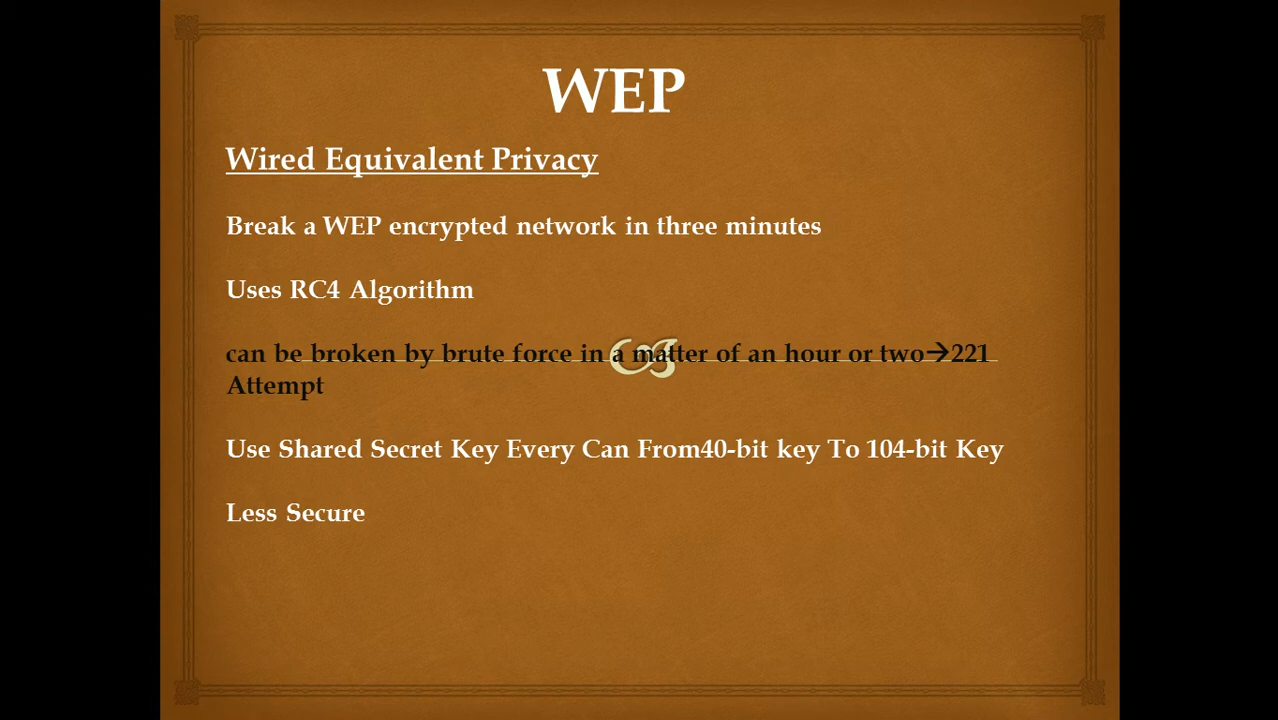 WEP
Wired Equivalent Privacy
Break a WEP encrypted network in three minutes
Uses RC4 Algorithm
can be broken by brute force in a matter of an hour or two→221
Attempt
Use Shared Secret Key Every Can From40-bit key To 104-bit Key
Less Secure